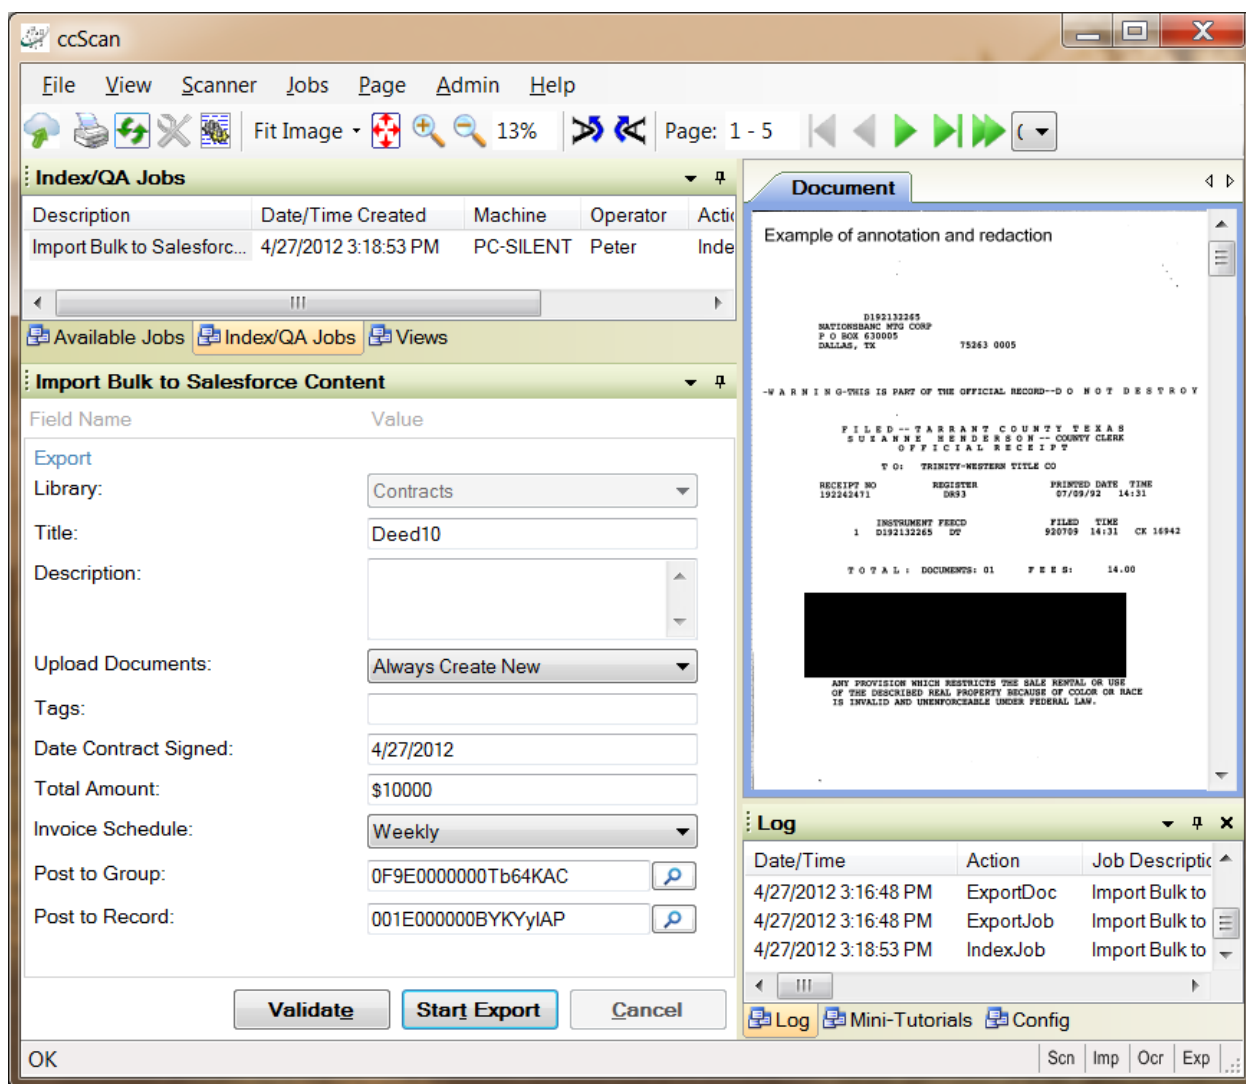 ccScan
File View Scanner Jobs Page Admin Help
Fit Image 13% Page: 1 - 5 (
Index/QA Jobs
Description Date/Time Created Machine Operator Actio
Import Bulk to Salesforc... 4/27/2012 3:18:53 PM PC-SILENT Peter Inde
Available Jobs Index/QA Jobs Views
Import Bulk to Salesforce Content
Field Name Value
Export
Library: Contracts
Title: Deed10
Description:
Upload Documents: Always Create New
Tags:
Date Contract Signed: 4/27/2012
Total Amount: $10000
Invoice Schedule: Weekly
Post to Group: 0F9E0000000Tb64KAC
Post to Record: 001E000000BYKYyIAP
Validate Start Export Cancel
Document
Example of annotation and redaction
D192132265
NATIONSBANC MTG CORP
P O BOX 630005
DALLAS, TX 75263 0005
-W A R N I N G-THIS IS PART OF THE OFFICIAL RECORD--D O N O T D E S T R O Y
F I L E D -- T A R R A N T C O U N T Y T E X A S
S U Z A N N E H E N D E R S O N -- COUNTY CLERK
O F F I C I A L R E C E I P T
T O: TRINITY-WESTERN TITLE CO
RECEIPT NO REGISTER PRINTED DATE TIME
192242471 DR93 07/09/92 14:31
INSTRUMENT FEECD FILED TIME
1 D192132265 DT 920709 14:31 CK 16942
T O T A L : DOCUMENTS: 01 F E E S: 14.00
ANY PROVISION WHICH RESTRICTS THE SALE RENTAL OR USE
OF THE DESCRIBED REAL PROPERTY BECAUSE OF COLOR OR RACE
IS INVALID AND UNENFORCEABLE UNDER FEDERAL LAW.
Log
Date/Time Action Job Descriptic
4/27/2012 3:16:48 PM ExportDoc Import Bulk to
4/27/2012 3:16:48 PM ExportJob Import Bulk to
4/27/2012 3:18:53 PM IndexJob Import Bulk to
Log Mini-Tutorials Config
OK Scn Imp Ocr Exp